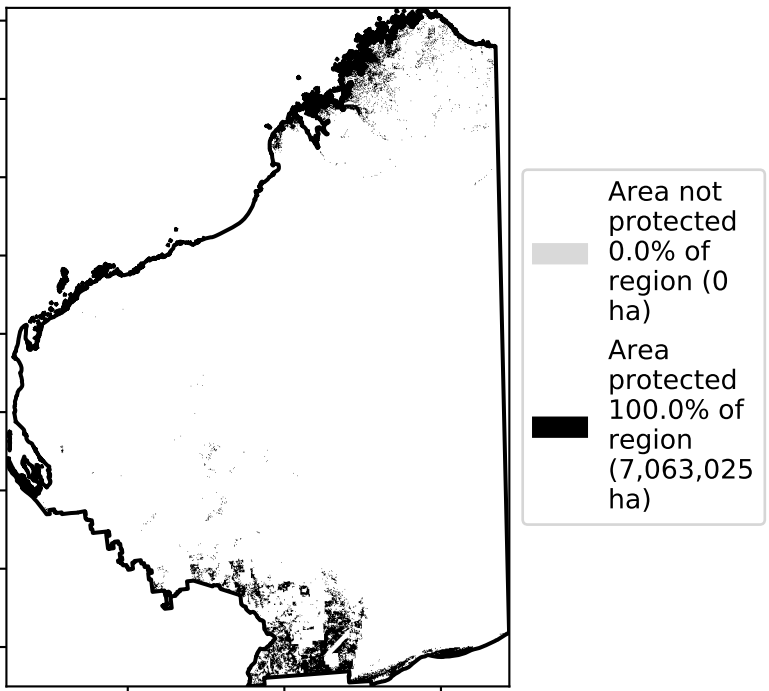 Area not
protected
0.0% of
region (0
ha)
Area
protected
100.0% of
region
(7,063,025
ha)